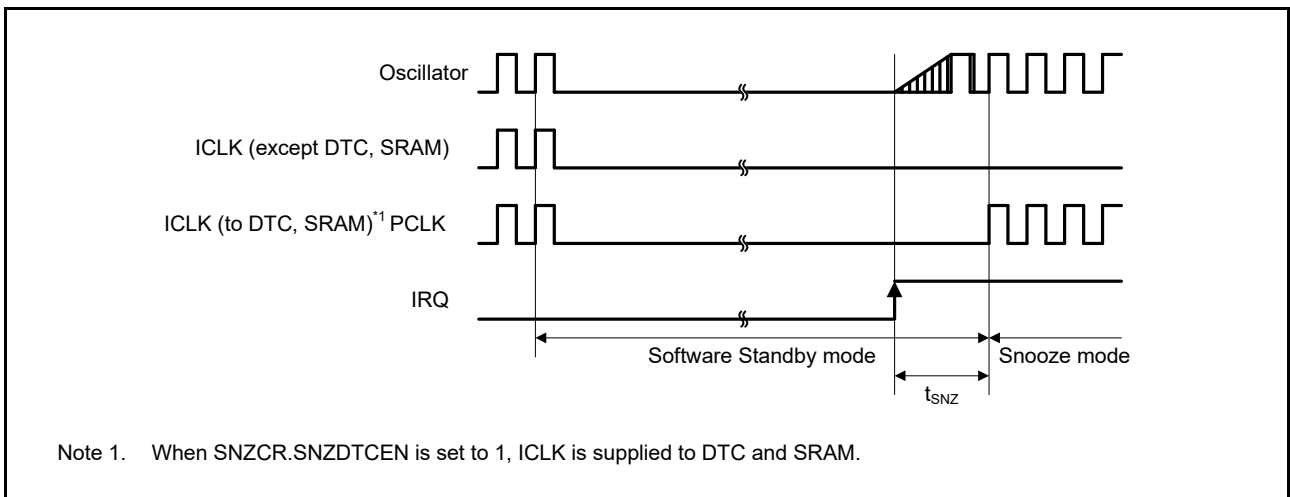 Oscillator
ICLK (except DTC, SRAM)
ICLK (to DTC, SRAM)*1 PCLK
IRQ
Software Standby mode
Snooze mode
tSNZ
Note 1. When SNZCR.SNZDTCEN is set to 1, ICLK is supplied to DTC and SRAM.